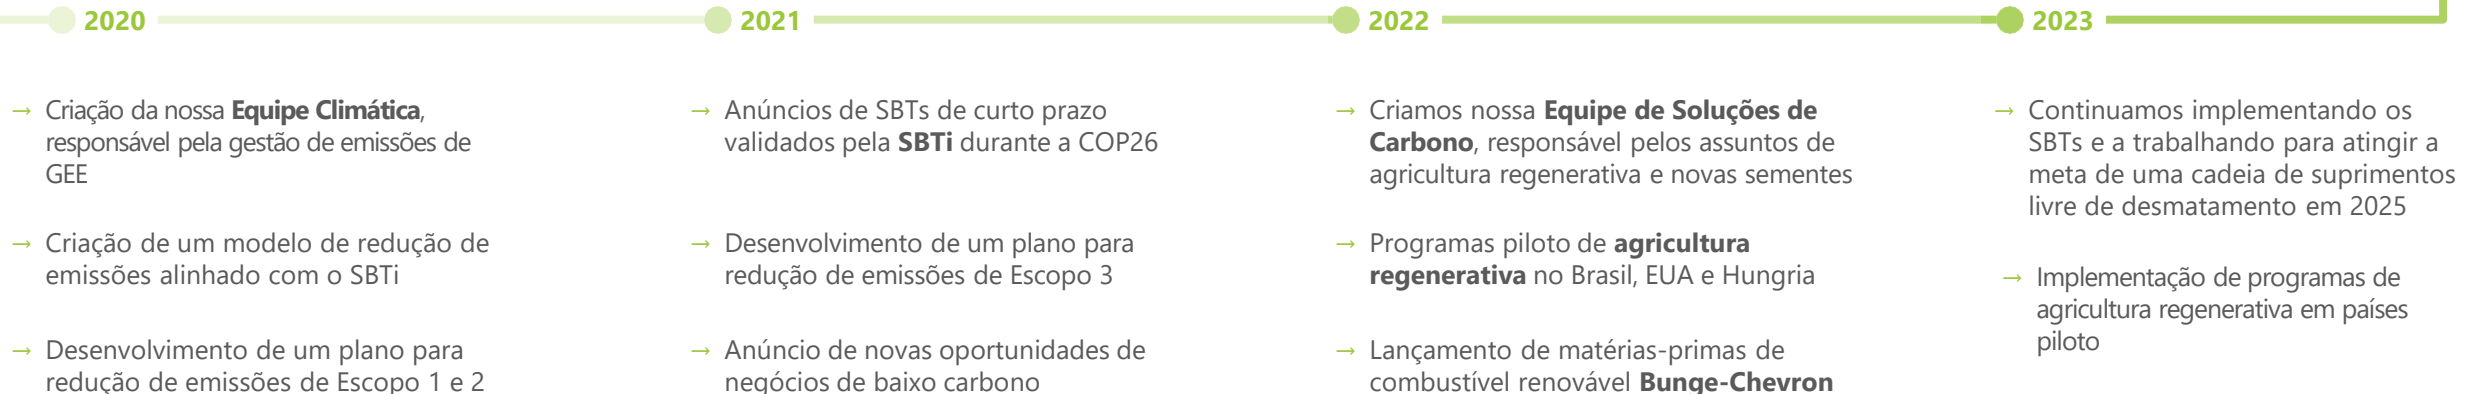 2020
→ Criação da nossa Equipe Climática,
responsável pela gestão de emissões de
GEE
→ Criação de um modelo de redução de
emissões alinhado com o SBTi
→ Desenvolvimento de um plano para
redução de emissões de Escopo 1 e 2
2021
→ Anúncios de SBTs de curto prazo
validados pela SBTi durante a COP26
→ Desenvolvimento de um plano para
redução de emissões de Escopo 3
→ Anúncio de novas oportunidades de
negócios de baixo carbono
2022
→ Criamos nossa Equipe de Soluções de
Carbono, responsável pelos assuntos de
agricultura regenerativa e novas sementes
→ Programas piloto de agricultura
regenerativa no Brasil, EUA e Hungria
→ Lançamento de matérias-primas de
combustível renovável Bunge-Chevron
2023
→ Continuamos implementando os
SBTs e a trabalhando para atingir a
meta de uma cadeia de suprimentos
livre de desmatamento em 2025
→ Implementação de programas de
agricultura regenerativa em países
piloto